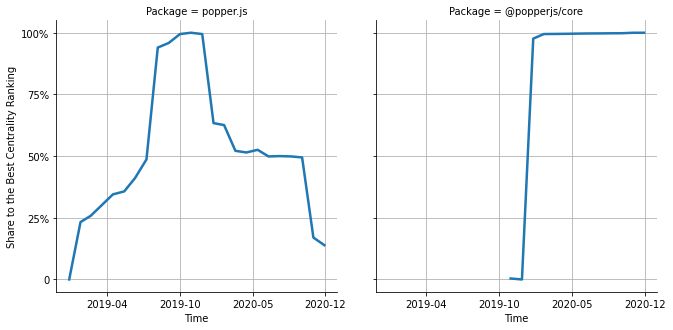 Package = popper.js
Package = @popperjs/core
Share to the Best Centrality Ranking
100%
75%
50%
25%
0
2019-04
2019-10
2020-05
2020-12
Time
2019-04
2019-10
2020-05
2020-12
Time